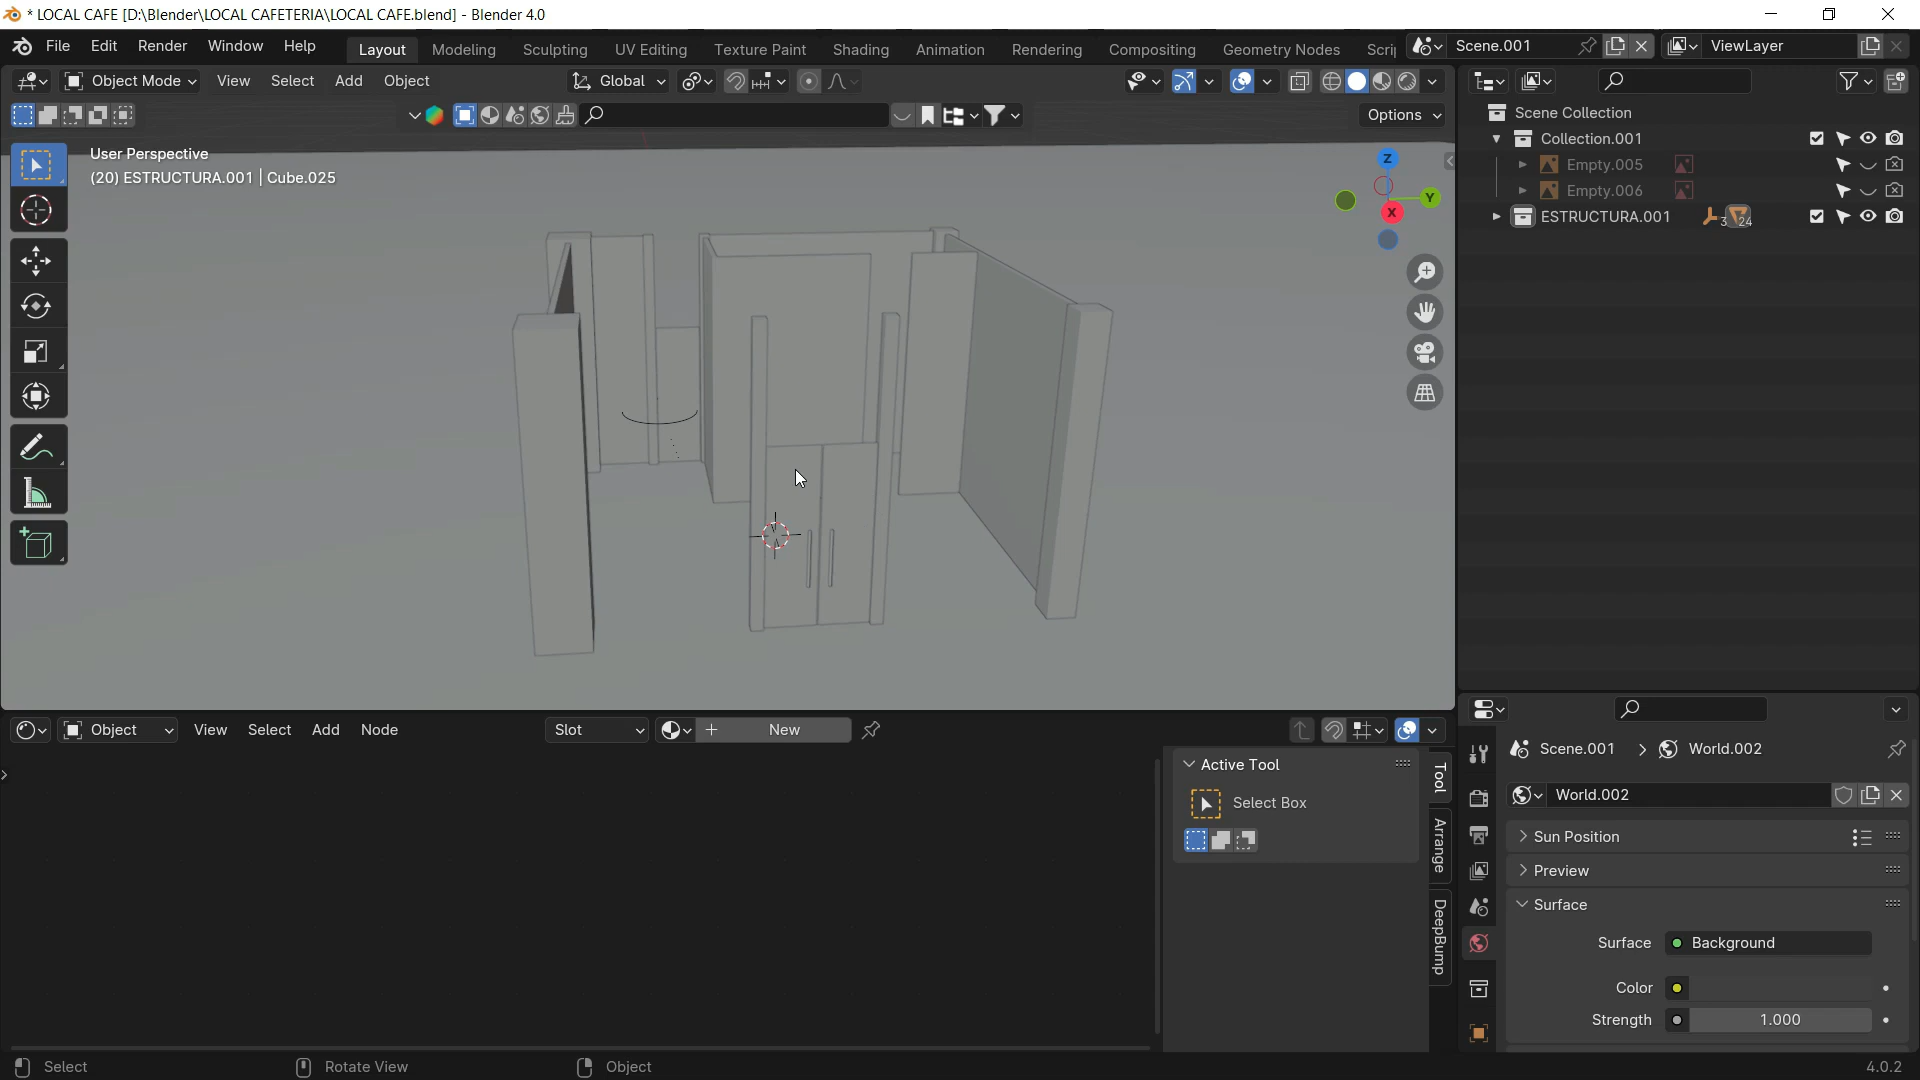 * LOCAL CAFE [D:\Blender\LOCAL CAFETERIA\LOCAL CAFE.blend] - Blender 4.0
File Edit Render Window Help Layout Modeling Sculpting UV Editing Texture Paint Shading Animation Rendering Compositing Geometry Nodes Scrip Scene.001 ViewLayer
Object Mode View Select Add Object Global
Options
User Perspective
(20) ESTRUCTURA.001 | Cube.025
Z
Y
X
Scene Collection
Collection.001
Empty.005
Empty.006
ESTRUCTURA.001 3 24
Object View Select Add Node Slot New
Active Tool
Select Box
Tool
Arrange
DeepBump
Scene.001 World.002
World.002
Sun Position
Preview
Surface
Surface Background
Color
Strength 1.000
Select Rotate View Object 4.0.2